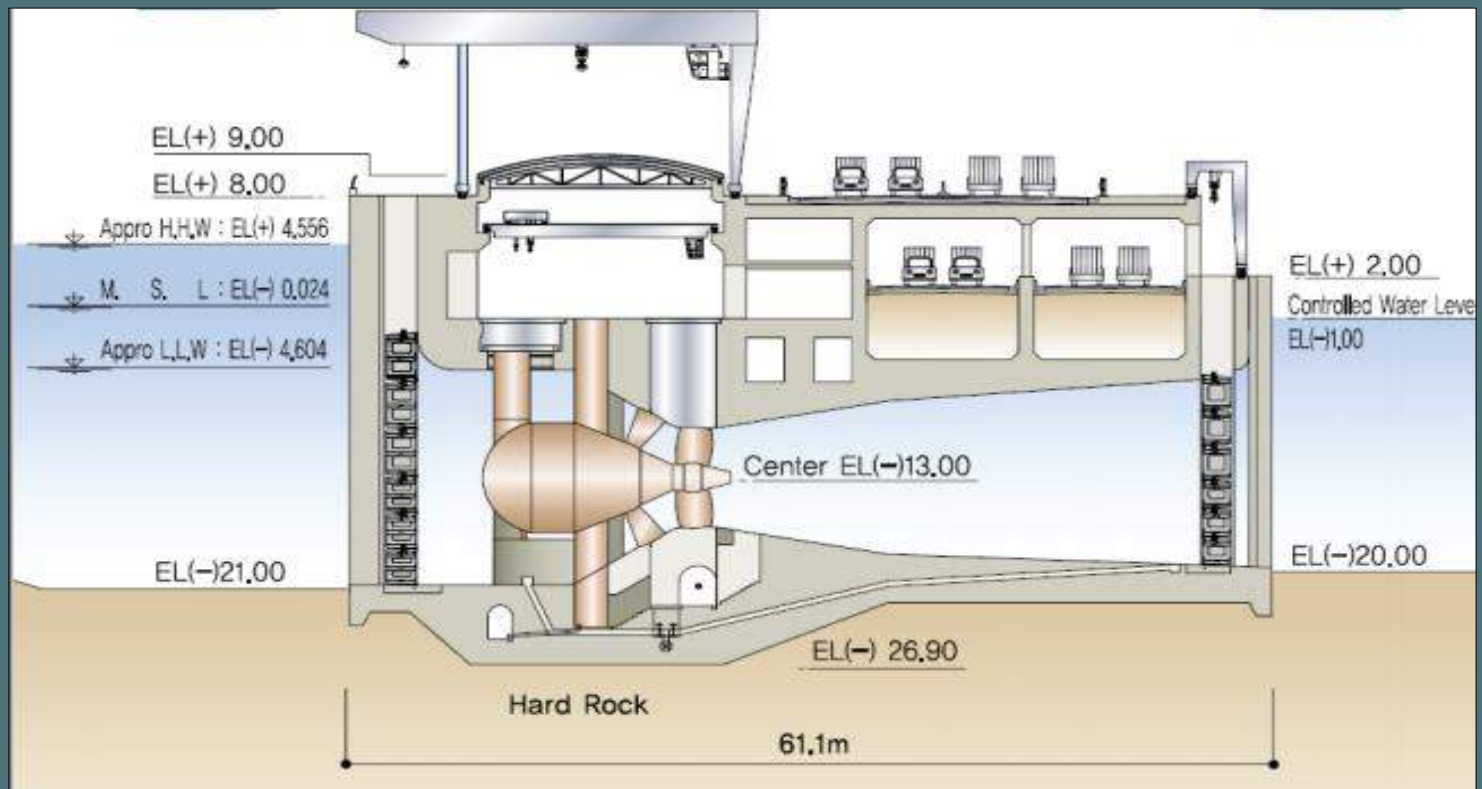 EL(+) 9.00
EL(+) 8.00
Appro H.H.W : EL(+) 4.556
M. S. L : EL(-) 0.024
Appro L.L.W : EL(-) 4.604
EL(-)21.00
EL(+) 2.00
Controlled Water Leve
EL(-)1.00
Center EL(-)13.00
EL(-)20.00
EL(-) 26.90
Hard Rock
61.1m